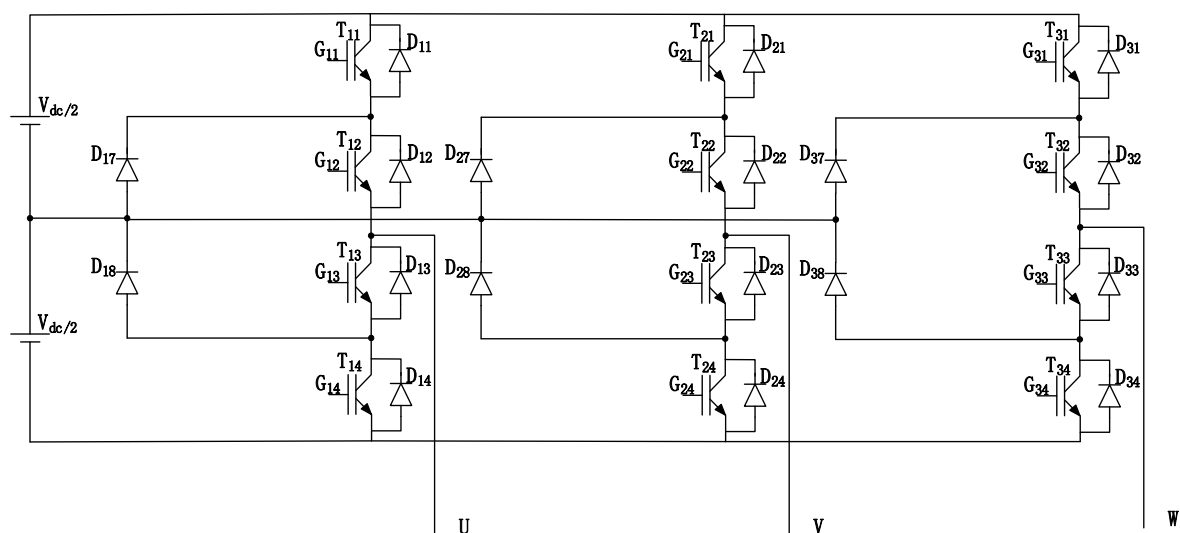 T11
D11
G11
T21
D21
G21
T31
D31
G31
Vdc/2
D17
T12
G12
D12
D27
T22
G22
D22
D37
T32
G32
D32
D18
T13
G13
D13
D28
T23
G23
D23
D38
T33
G33
D33
Vdc/2
T14
G14
D14
T24
G24
D24
T34
G34
D34
U
V
W